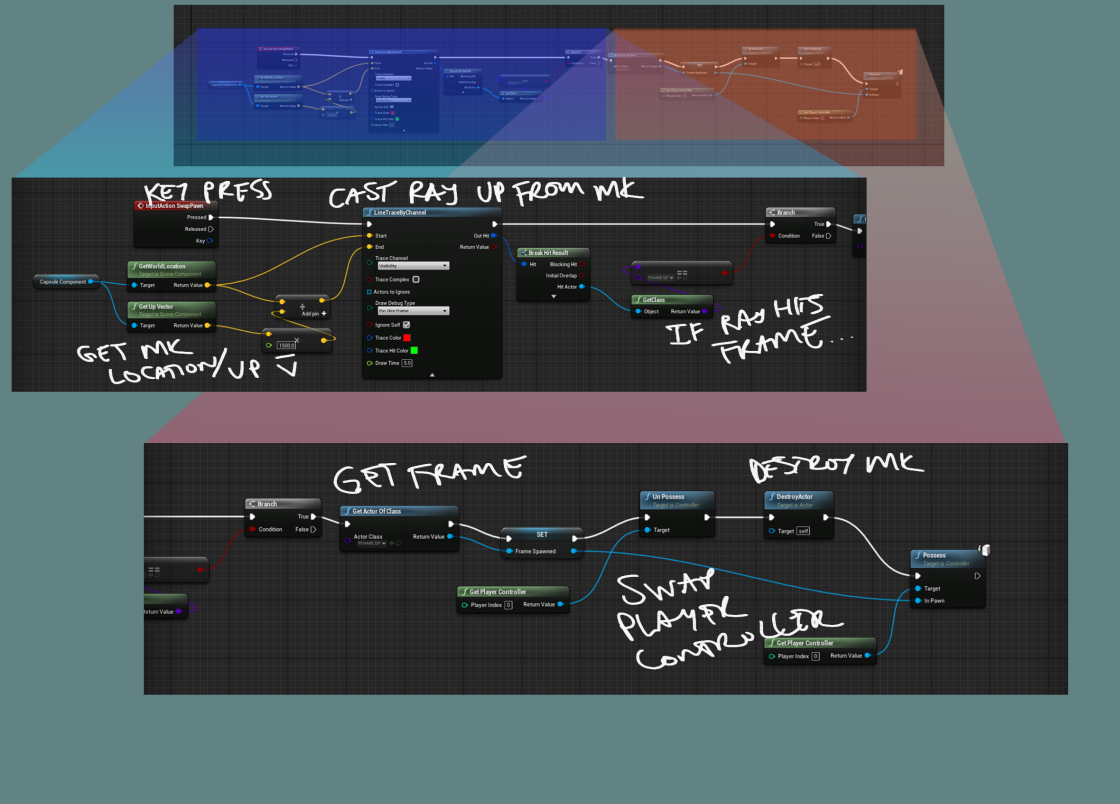 KEY PRESS
CAST RAY UP FROM MK
InputAction SwapPawn
Pressed
Released
Key
LineTraceByChannel
Start
End
Out Hit
Return Value
Trace Channel
Visibility
Trace Complex
Actors to Ignore
Draw Debug Type
For One Frame
Ignore Self
Trace Color
Trace Hit Color
Draw Time 5.0
Capsule Component
GetWorldLocation
Target is Scene Component
Target
Return Value
Get Up Vector
Target is Scene Component
Target
Return Value
Add pin +
1500.0
Break Hit Result
Hit
Blocking Hit
Initial Overlap
Hit Actor
FRAME BP
==
GetClass
Object
Return Value
Branch
True
Condition
False
GET MK
LOCATION/UP V
IF RAY HITS
FRAME...
GET FRAME
DESTROY MK
Branch
True
Condition
False
==
Return Value
Get Actor Of Class
Actor Class
FRAME BP
Return Value
SET
Frame Spawned
Get Player Controller
Player Index 0
Return Value
Un Possess
Target is Controller
Target
DestroyActor
Target is Actor
Target self
Possess
Target is Controller
Target
In Pawn
SWAP
PLAYER
CONTROLLER
Get Player Controller
Player Index 0
Return Value